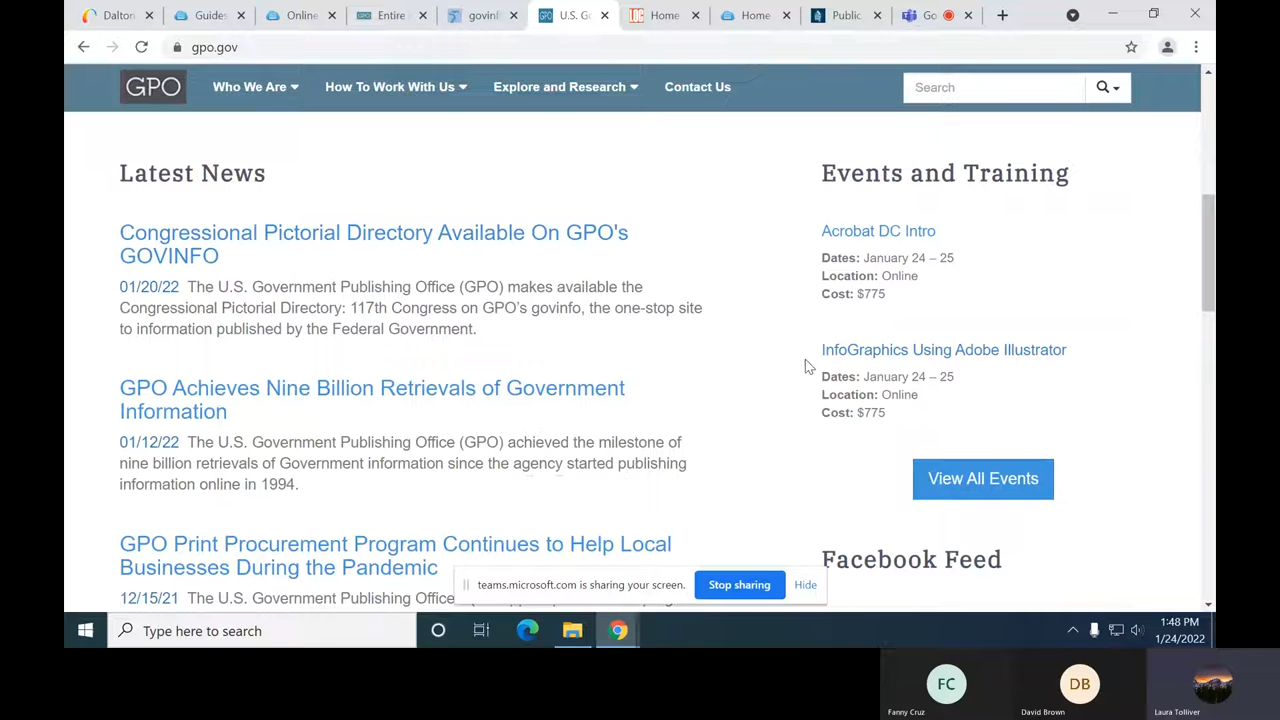 Dalton
Guides
Online
Entire
govinf
U.S. Go
Home
Home
Public
Go
gpo.gov
GPO
Who We Are
How To Work With Us
Explore and Research
Contact Us
Search
Latest News
Congressional Pictorial Directory Available On GPO's
GOVINFO
01/20/22 The U.S. Government Publishing Office (GPO) makes available the
Congressional Pictorial Directory: 117th Congress on GPO's govinfo, the one-stop site
to information published by the Federal Government.
GPO Achieves Nine Billion Retrievals of Government
Information
01/12/22 The U.S. Government Publishing Office (GPO) achieved the milestone of
nine billion retrievals of Government information since the agency started publishing
information online in 1994.
GPO Print Procurement Program Continues to Help Local
Businesses During the Pandemic
12/15/21 The U.S. Government Publishing Office
Events and Training
Acrobat DC Intro
Dates: January 24 – 25
Location: Online
Cost: $775
InfoGraphics Using Adobe Illustrator
Dates: January 24 – 25
Location: Online
Cost: $775
View All Events
Facebook Feed
teams.microsoft.com is sharing your screen.
Stop sharing
Hide
Type here to search
1:48 PM
1/24/2022
FC
Fanny Cruz
DB
David Brown
Laura Tolliver